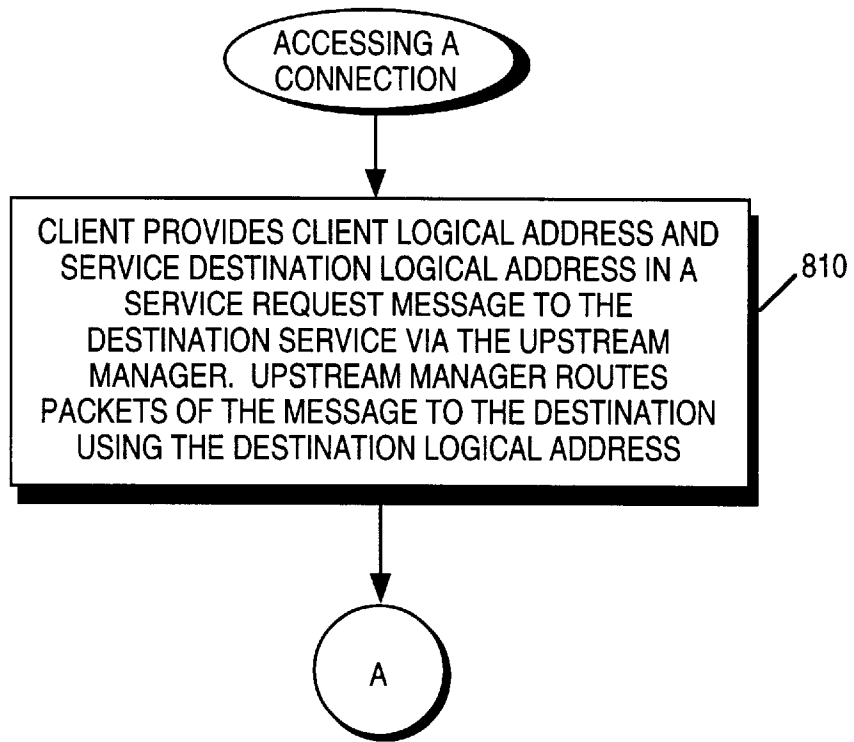 ACCESSING A
CONNECTION
CLIENT PROVIDES CLIENT LOGICAL ADDRESS AND
SERVICE DESTINATION LOGICAL ADDRESS IN A
SERVICE REQUEST MESSAGE TO THE
DESTINATION SERVICE VIA THE UPSTREAM
MANAGER. UPSTREAM MANAGER ROUTES
PACKETS OF THE MESSAGE TO THE DESTINATION
USING THE DESTINATION LOGICAL ADDRESS
810
A